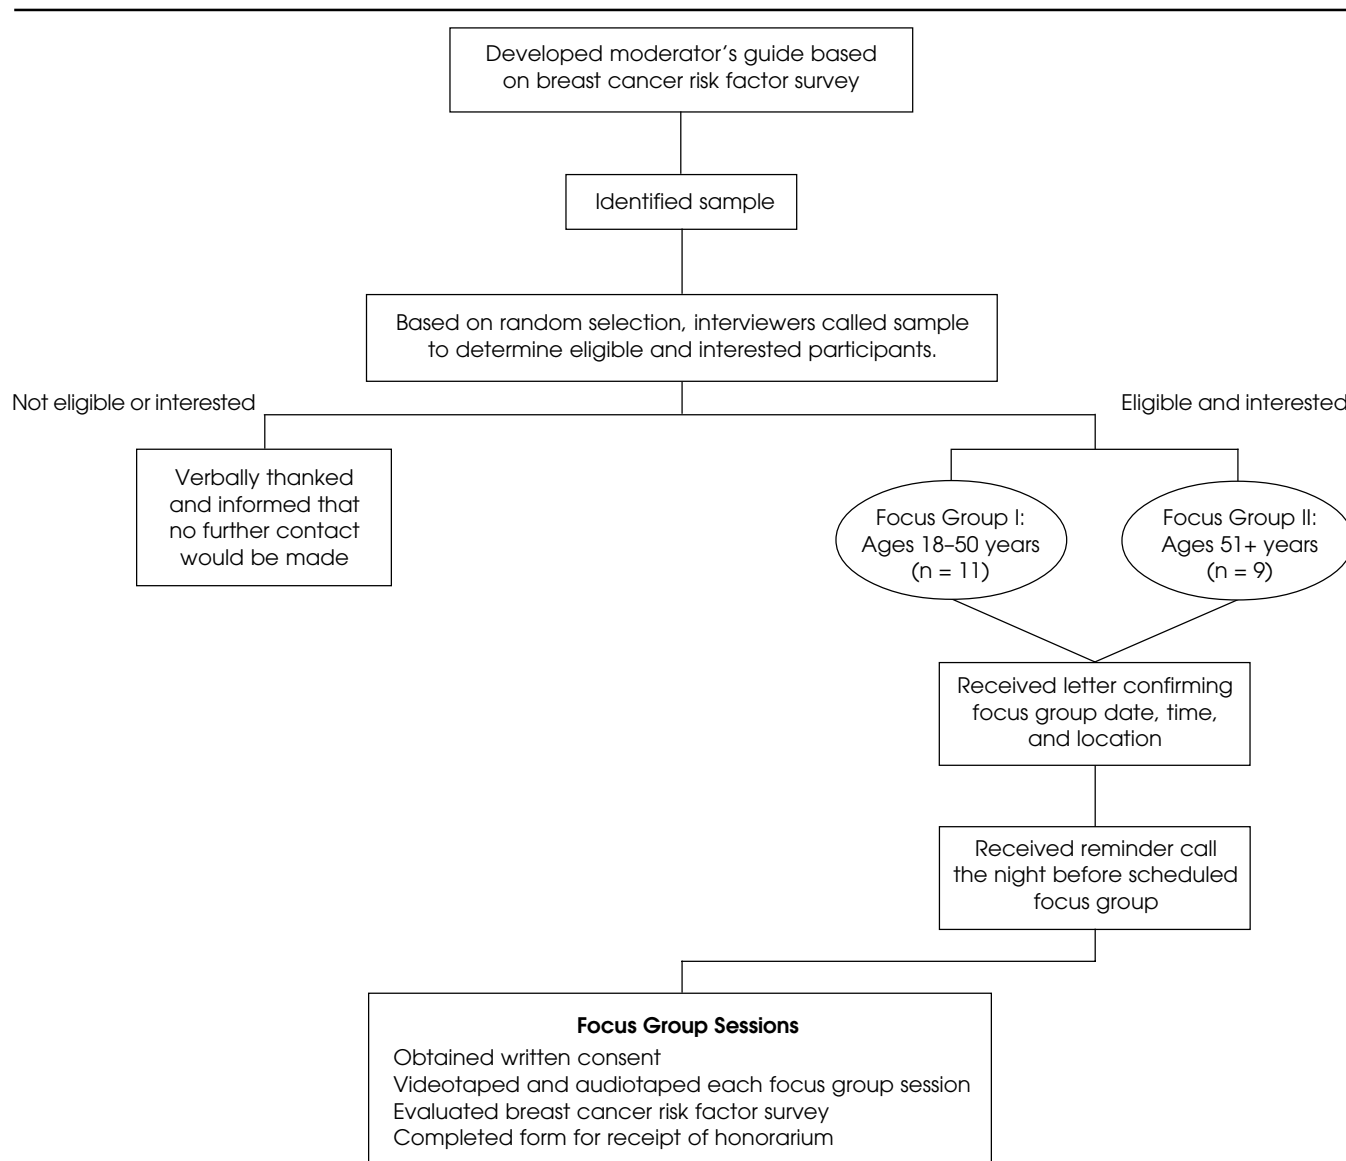 Developed moderator’s guide based
on breast cancer risk factor survey
Identified sample
Based on random selection, interviewers called sample
to determine eligible and interested participants.
Not eligible or interested
Eligible and interested
Verbally thanked
and informed that
no further contact
would be made
Focus Group I:
Ages 18–50 years
(n = 11)
Focus Group II:
Ages 51+ years
(n = 9)
Received letter confirming
focus group date, time,
and location
Received reminder call
the night before scheduled
focus group
Focus Group Sessions
Obtained written consent
Videotaped and audiotaped each focus group session
Evaluated breast cancer risk factor survey
Completed form for receipt of honorarium